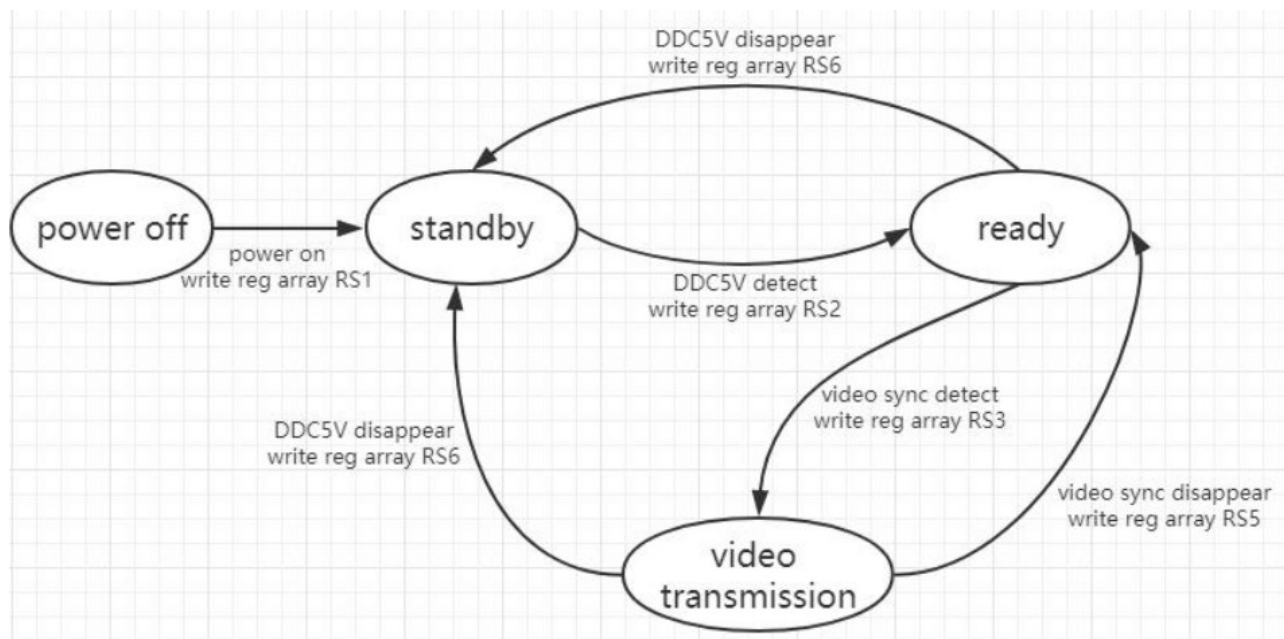 DDC5V disappear
write reg array RS6
power off
standby
ready
power on
write reg array RS1
DDC5V detect
write reg array RS2
video sync detect
write reg array RS3
DDC5V disappear
write reg array RS6
video sync disappear
write reg array RS5
video
transmission